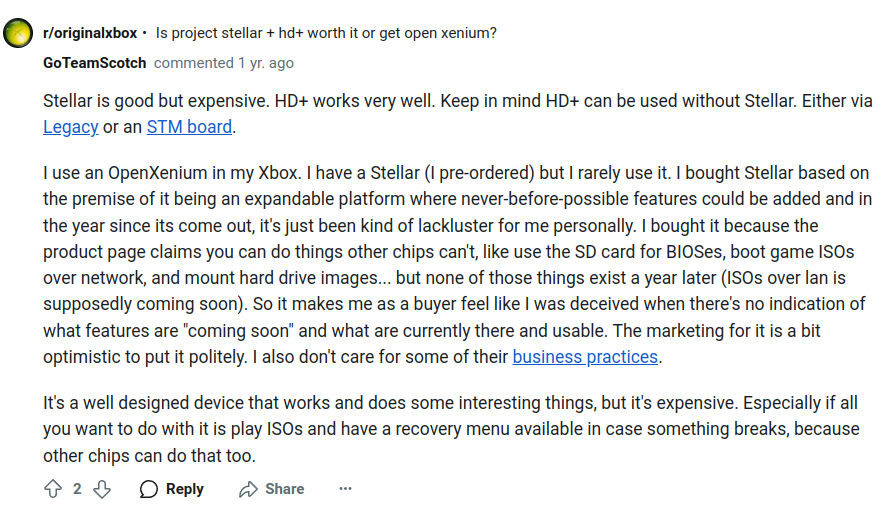 r/originalxbox • Is project stellar + hd+ worth it or get open xenium?
GoTeamScotch commented 1 yr. ago
Stellar is good but expensive. HD+ works very well. Keep in mind HD+ can be used without Stellar. Either via
Legacy or an STM board.
I use an OpenXenium in my Xbox. I have a Stellar (I pre-ordered) but I rarely use it. I bought Stellar based on
the premise of it being an expandable platform where never-before-possible features could be added and in
the year since its come out, it's just been kind of lackluster for me personally. I bought it because the
product page claims you can do things other chips can't, like use the SD card for BIOSes, boot game ISOs
over network, and mount hard drive images... but none of those things exist a year later (ISOs over lan is
supposedly coming soon). So it makes me as a buyer feel like I was deceived when there's no indication of
what features are "coming soon" and what are currently there and usable. The marketing for it is a bit
optimistic to put it politely. I also don't care for some of their business practices.
It's a well designed device that works and does some interesting things, but it's expensive. Especially if all
you want to do with it is play ISOs and have a recovery menu available in case something breaks, because
other chips can do that too.
2 Reply Share ...